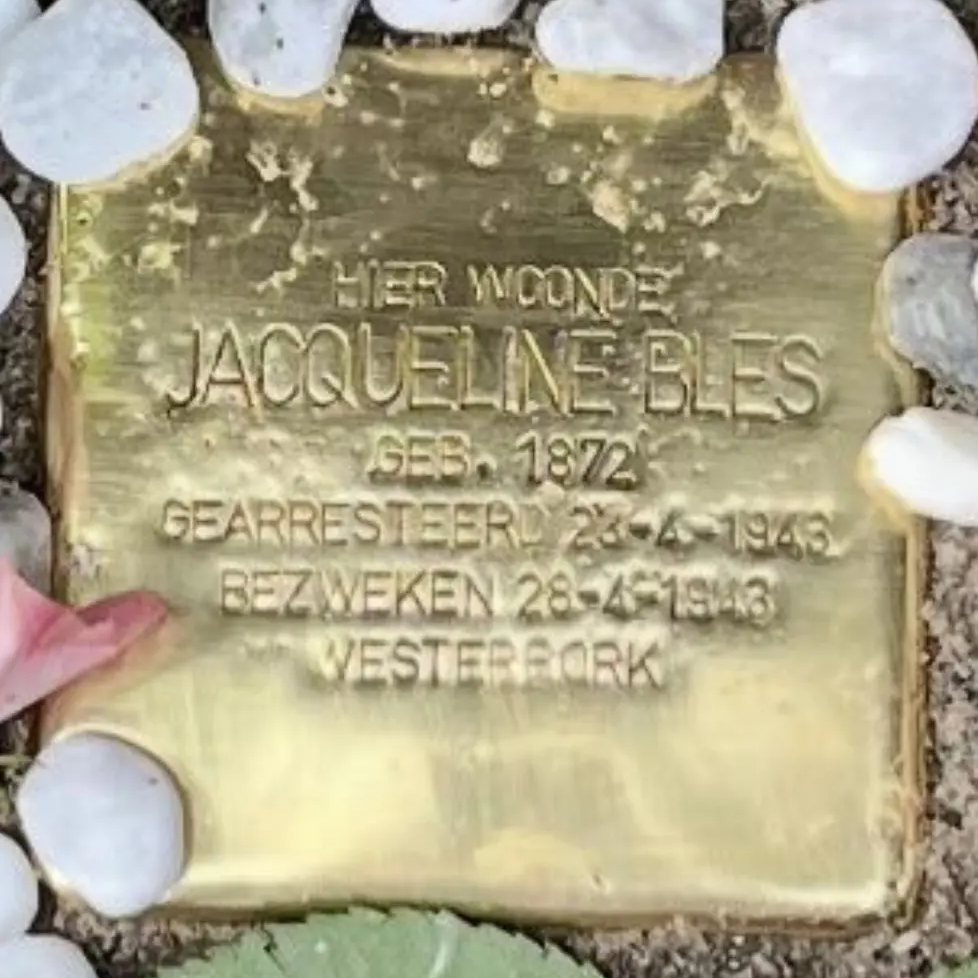 HIER WOONDE
JACQUELINE BLES
GEB. 1872
GEARRESTEERD 23-4-1943
BEZWEKEN 28-4-1943
WESTERBORK